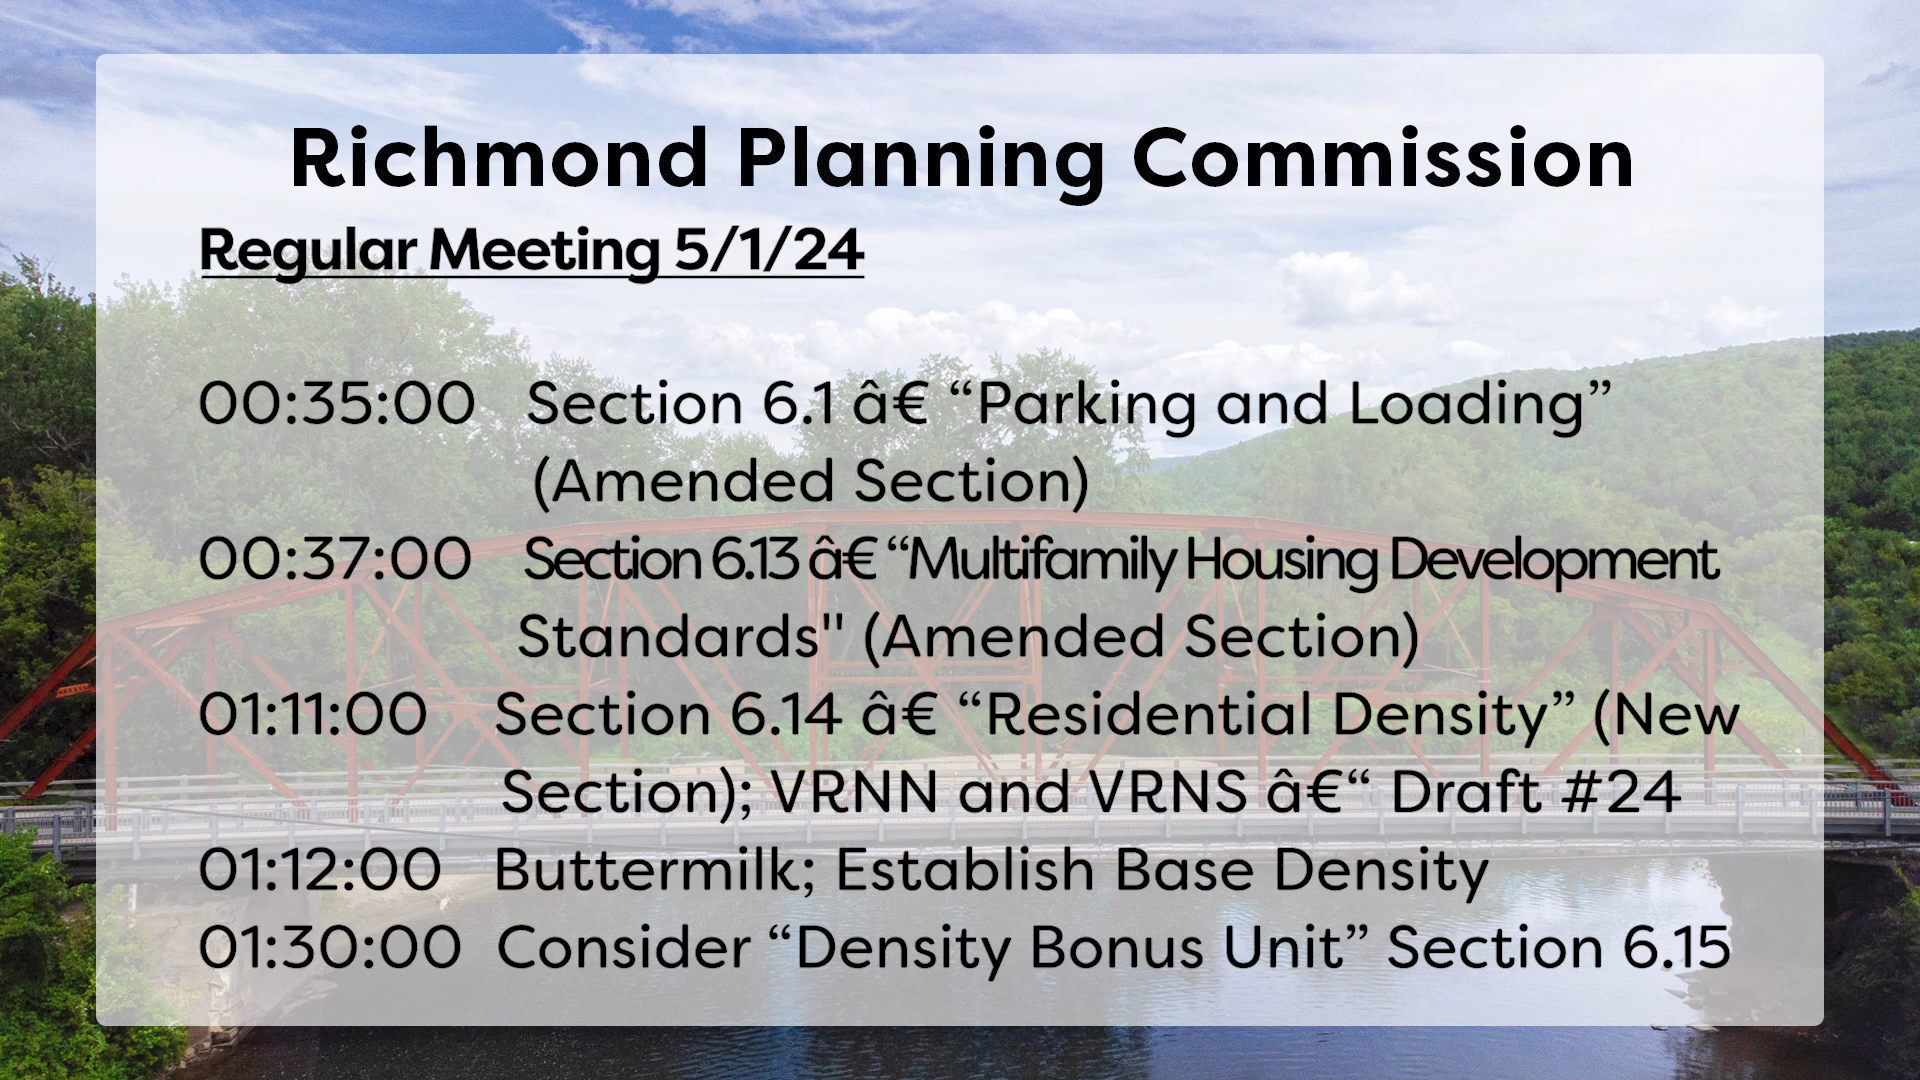 Richmond Planning Commission
Regular Meeting 5/1/24
00:35:00 Section 6.1 â€ “Parking and Loading”
(Amended Section)
00:37:00 Section 6.13 â€ “Multifamily Housing Development
Standards" (Amended Section)
01:11:00 Section 6.14 â€ “Residential Density” (New
Section); VRNN and VRNS â€“ Draft #24
01:12:00 Buttermilk; Establish Base Density
01:30:00 Consider “Density Bonus Unit” Section 6.15